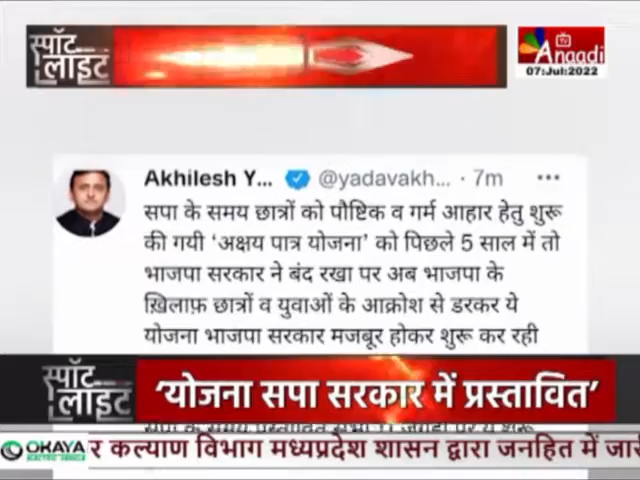 स्पॉट
लाइट
TV
Anaadi
07:Jul:2022
Akhilesh Y... @yadavakh... · 7m ...
सपा के समय छात्रों को पौष्टिक व गर्म आहार हेतु शुरू
की गयी ‘अक्षय पात्र योजना’ को पिछले 5 साल में तो
भाजपा सरकार ने बंद रखा पर अब भाजपा के
ख़िलाफ़ छात्रों व युवाओं के आक्रोश से डरकर ये
योजना भाजपा सरकार मजबूर होकर शुरू कर रही
स्पॉट
लाइट
'योजना सपा सरकार में प्रस्तावित'
OKAYA
र कल्याण विभाग मध्यप्रदेश शासन द्वारा जनहित में जारी